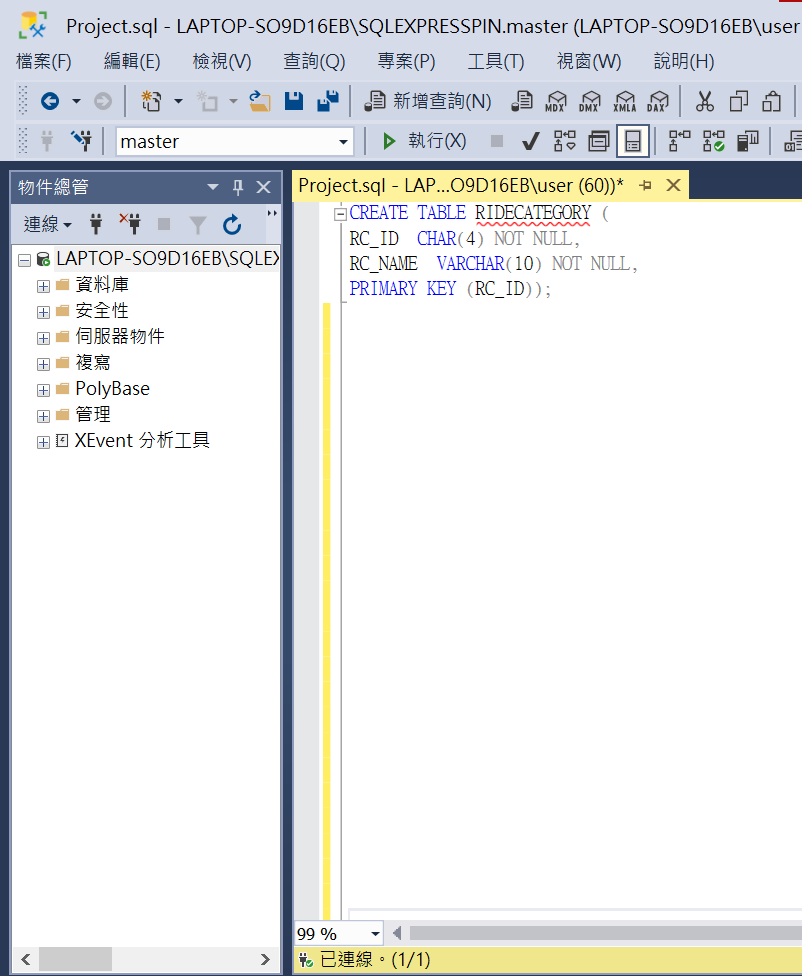 Project.sql - LAPTOP-SO9D16EB\SQLEXPRESSPIN.master (LAPTOP-SO9D16EB\user
檔案(F) 編輯(E) 檢視(V) 查詢(Q) 專案(P) 工具(T) 視窗(W) 說明(H)
新增查詢(N) MDX DMX XMLA DAX
master 執行(X)
物件總管
連線
LAPTOP-SO9D16EB\SQLEX
資料庫
安全性
伺服器物件
複寫
PolyBase
管理
XEvent 分析工具
Project.sql - LAP...O9D16EB\user (60))*
CREATE TABLE RIDECATEGORY (
RC_ID CHAR(4) NOT NULL,
RC_NAME VARCHAR(10) NOT NULL,
PRIMARY KEY (RC_ID));
99 %
已連線。(1/1)